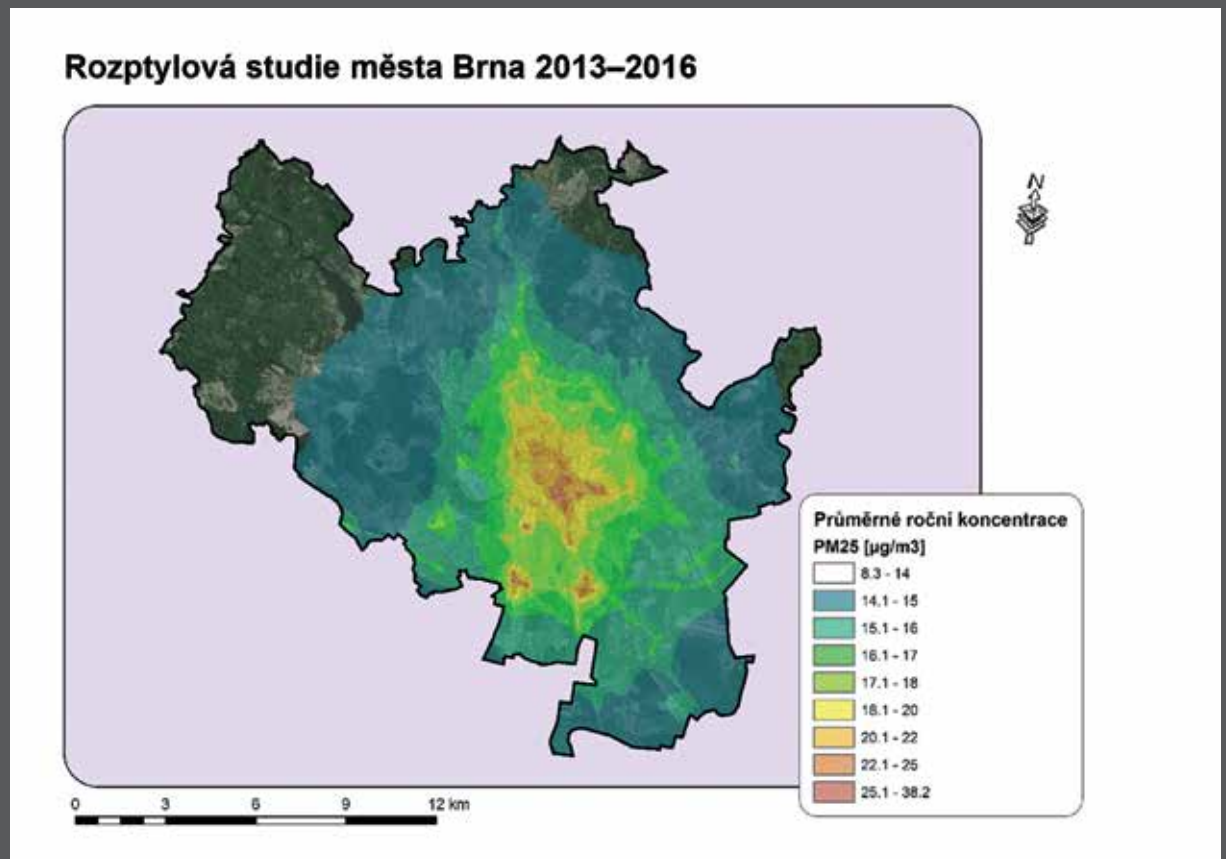 Rozptylová studie města Brna 2013–2016
N
Průměrné roční koncentrace
PM25 [µg/m3]
8.3 - 14
14.1 - 15
15.1 - 16
16.1 - 17
17.1 - 18
18.1 - 20
20.1 - 22
22.1 - 25
25.1 - 38.2
0 3 6 9 12 km